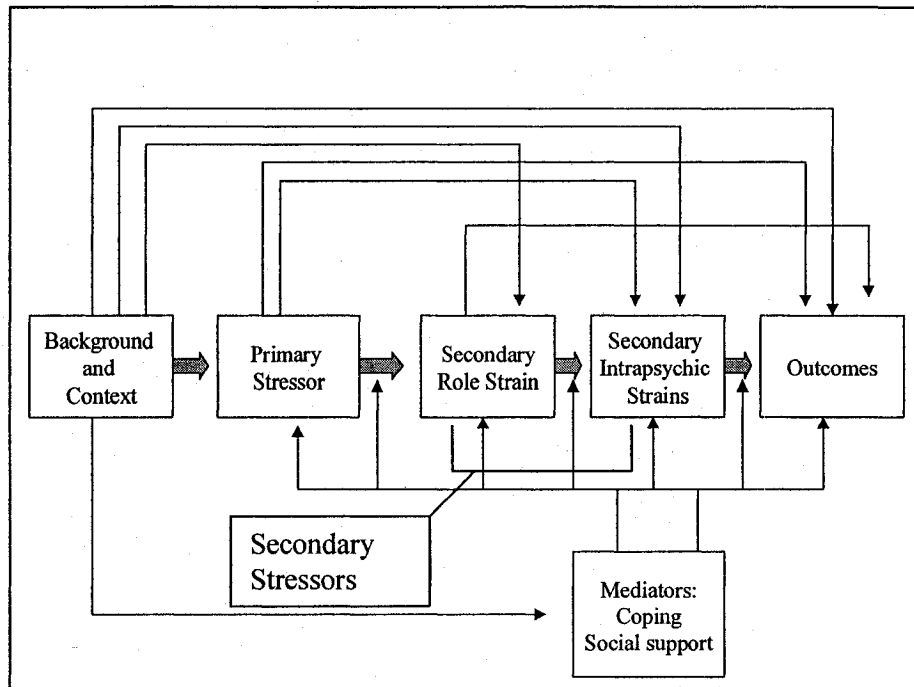 Background
and
Context
Primary
Stressor
Secondary
Role Strain
Secondary
Intrapsychic
Strains
Outcomes
Secondary
Stressors
Mediators:
Coping
Social support